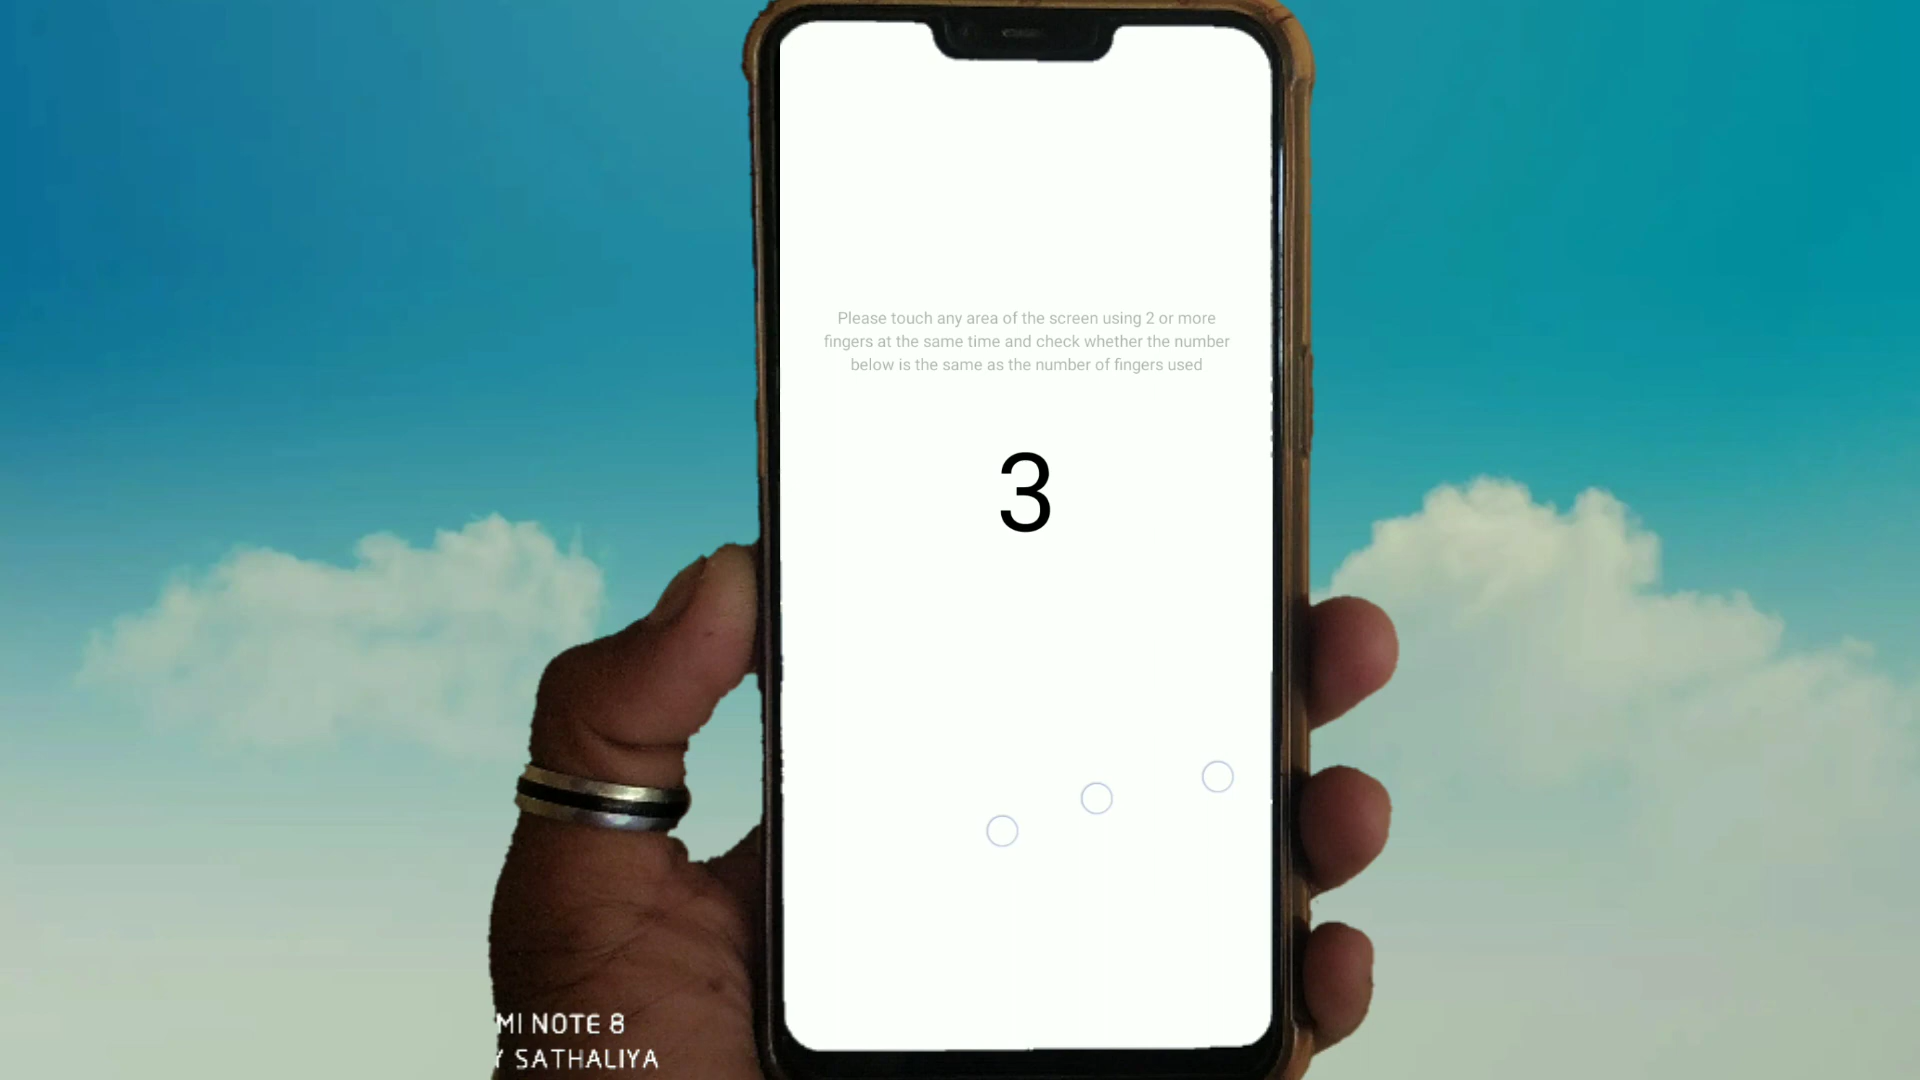 Please touch any area of the screen using 2 or more
fingers at the same time and check whether the number
below is the same as the number of fingers used
3
MI NOTE 8
SATHALIYA